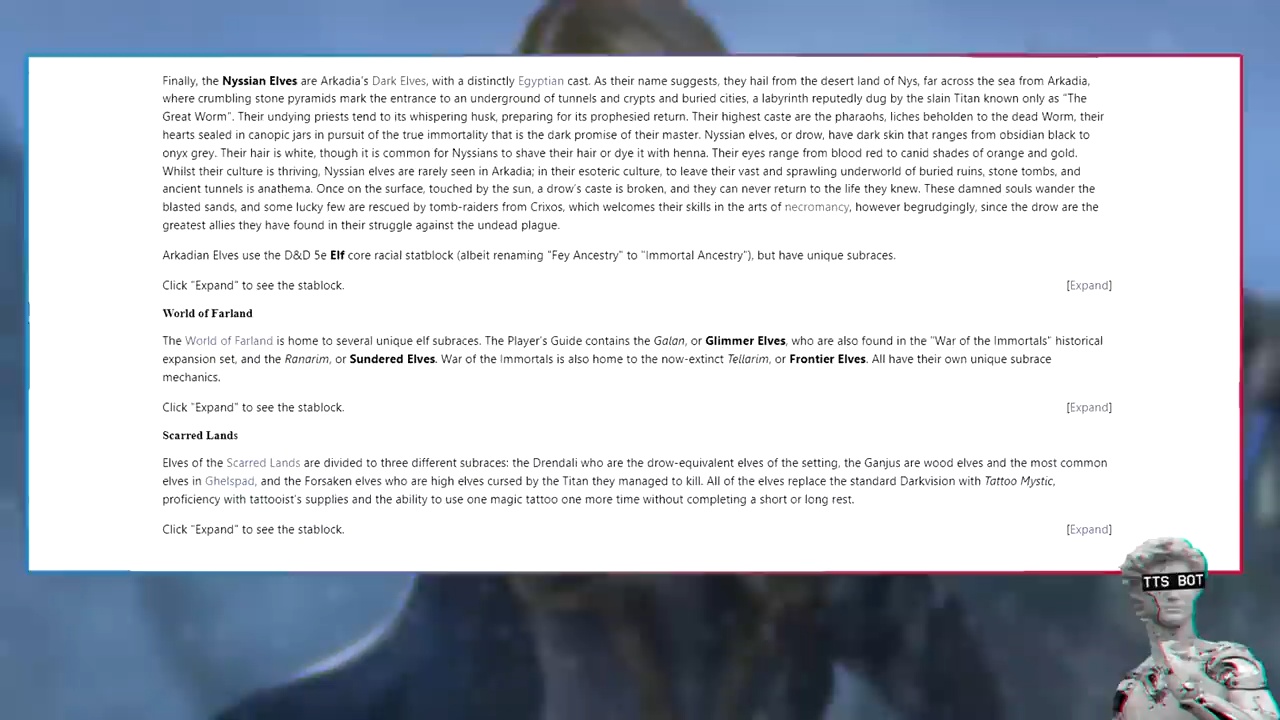 Finally, the Nyssian Elves are Arkadia's Dark Elves, with a distinctly Egyptian cast. As their name suggests, they hail from the desert land of Nys, far across the sea from Arkadia,
where crumbling stone pyramids mark the entrance to an underground of tunnels and crypts and buried cities, a labyrinth reputedly dug by the slain Titan known only as "The
Great Worm". Their undying priests tend to its whispering husk, preparing for its prophesied return. Their highest caste are the pharaohs, liches beholden to the dead Worm, their
hearts sealed in canopic jars in pursuit of the true immortality that is the dark promise of their master. Nyssian elves, or drow, have dark skin that ranges from obsidian black to
onyx grey. Their hair is white, though it is common for Nyssians to shave their hair or dye it with henna. Their eyes range from blood red to canid shades of orange and gold.
Whilst their culture is thriving, Nyssian elves are rarely seen in Arkadia; in their esoteric culture, to leave their vast and sprawling underworld of buried ruins, stone tombs, and
ancient tunnels is anathema. Once on the surface, touched by the sun, a drow's caste is broken, and they can never return to the life they knew. These damned souls wander the
blasted sands, and some lucky few are rescued by tomb-raiders from Crixos, which welcomes their skills in the arts of necromancy, however begrudgingly, since the drow are the
greatest allies they have found in their struggle against the undead plague.
Arkadian Elves use the D&D 5e Elf core racial statblock (albeit renaming "Fey Ancestry" to "Immortal Ancestry"), but have unique subraces.
Click "Expand" to see the stablock. [Expand]
World of Farland
The World of Farland is home to several unique elf subraces. The Player's Guide contains the Galan, or Glimmer Elves, who are also found in the "War of the Immortals" historical
expansion set, and the Ranarim, or Sundered Elves. War of the Immortals is also home to the now-extinct Tellarim, or Frontier Elves. All have their own unique subrace
mechanics.
Click "Expand" to see the stablock. [Expand]
Scarred Lands
Elves of the Scarred Lands are divided to three different subraces: the Drendali who are the drow-equivalent elves of the setting, the Ganjus are wood elves and the most common
elves in Ghelspad, and the Forsaken elves who are high elves cursed by the Titan they managed to kill. All of the elves replace the standard Darkvision with Tattoo Mystic,
proficiency with tattooist's supplies and the ability to use one magic tattoo one more time without completing a short or long rest.
Click "Expand" to see the stablock. [Expand]
TTS BOT